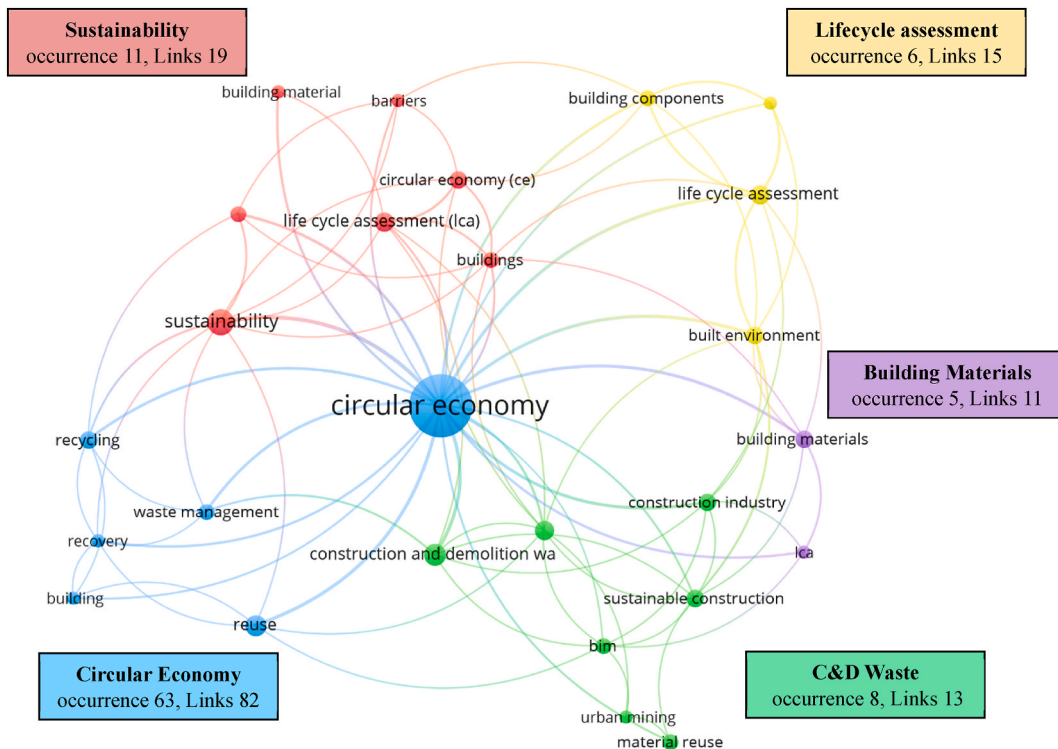 Sustainability
occurrence 11, Links 19
Lifecycle assessment
occurrence 6, Links 15
building material
barriers
building components
circular economy (ce)
life cycle assessment (lca)
life cycle assessment
buildings
sustainability
built environment
Building Materials
occurrence 5, Links 11
circular economy
recycling
building materials
waste management
construction industry
recovery
construction and demolition wa
lca
building
sustainable construction
reuse
bim
Circular Economy
occurrence 63, Links 82
C&D Waste
occurrence 8, Links 13
urban mining
material reuse